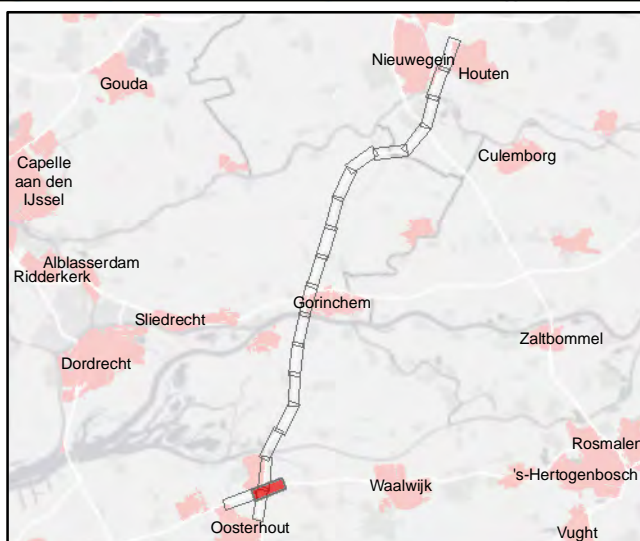 Nieuwegein
Houten
Gouda
Culemborg
Capelle
aan den
IJssel
Alblasserdam
Ridderkerk
Gorinchem
Sliedrecht
Zaltbommel
Dordrecht
Rosmalen
's-Hertogenbosch
Waalwijk
Oosterhout
Vught